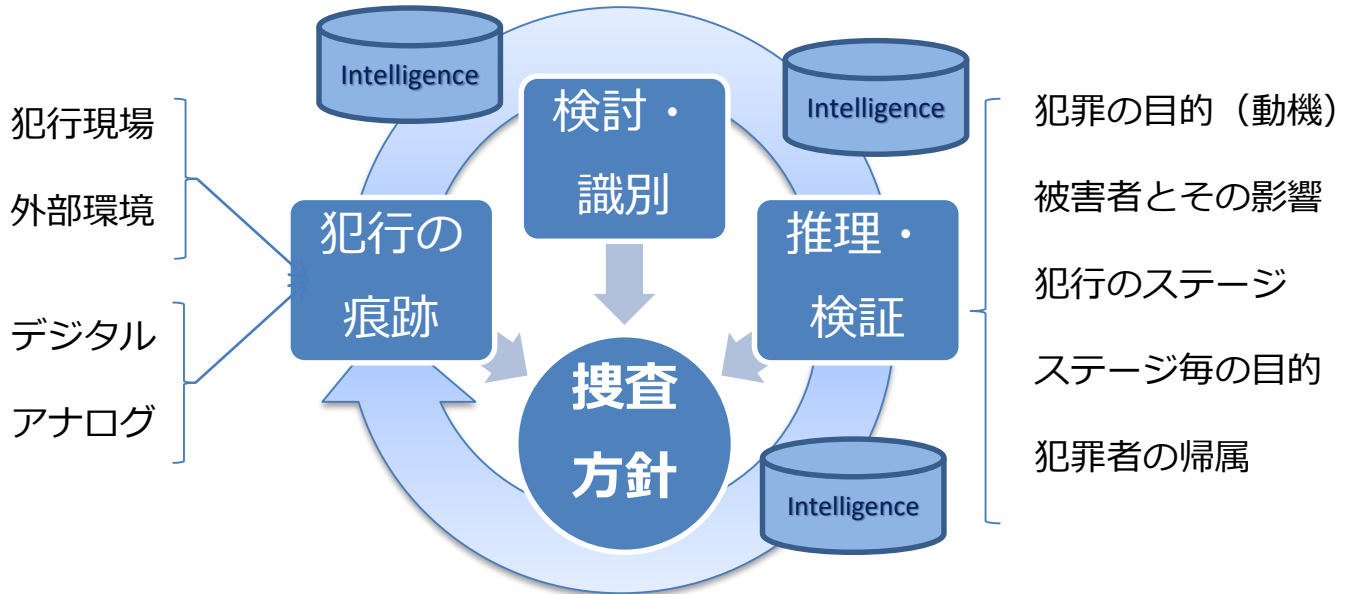 Intelligence
Intelligence
検討・
識別
犯行現場
外部環境
デジタル
アナログ
犯行の
痕跡
推理・
検証
捜査
方針
Intelligence
犯罪の目的（動機）
被害者とその影響
犯行のステージ
ステージ毎の目的
犯罪者の帰属